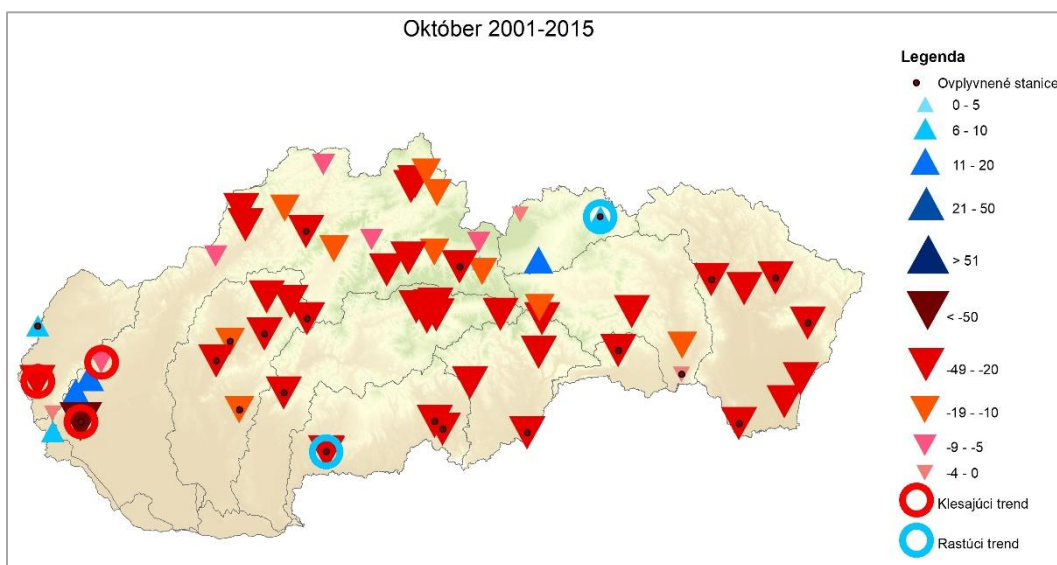 Október 2001-2015
Legenda
Ovplyvnené stanice
0 - 5
6 - 10
11 - 20
21 - 50
> 51
< -50
-49 - -20
-19 - -10
-9 - -5
-4 - 0
Klesajúci trend
Rastúci trend